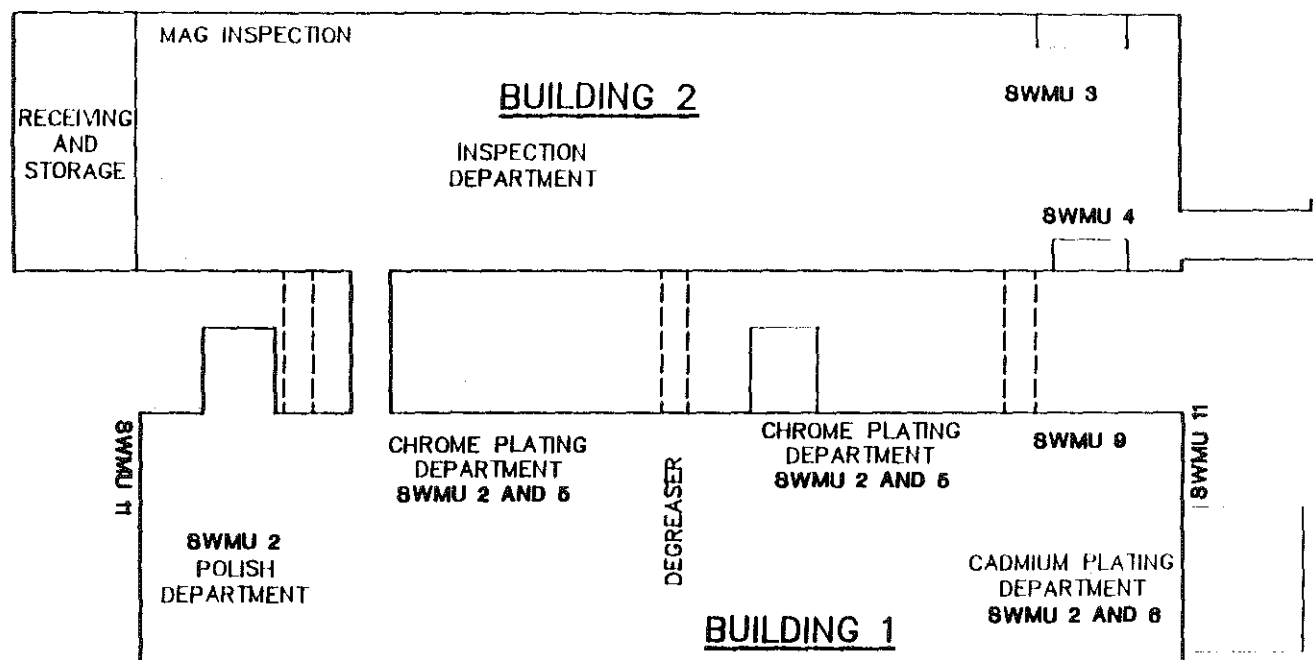 MAG INSPECTION
BUILDING 2
SWMU 3
RECEIVING
AND
STORAGE
INSPECTION
DEPARTMENT
SWMU 4
SWMU 11
CHROME PLATING
DEPARTMENT
SWMU 2 AND 5
DEGREASER
CHROME PLATING
DEPARTMENT
SWMU 2 AND 5
SWMU 9
SWMU 11
SWMU 2
POLISH
DEPARTMENT
CADMIUM PLATING
DEPARTMENT
SWMU 2 AND 6
BUILDING 1